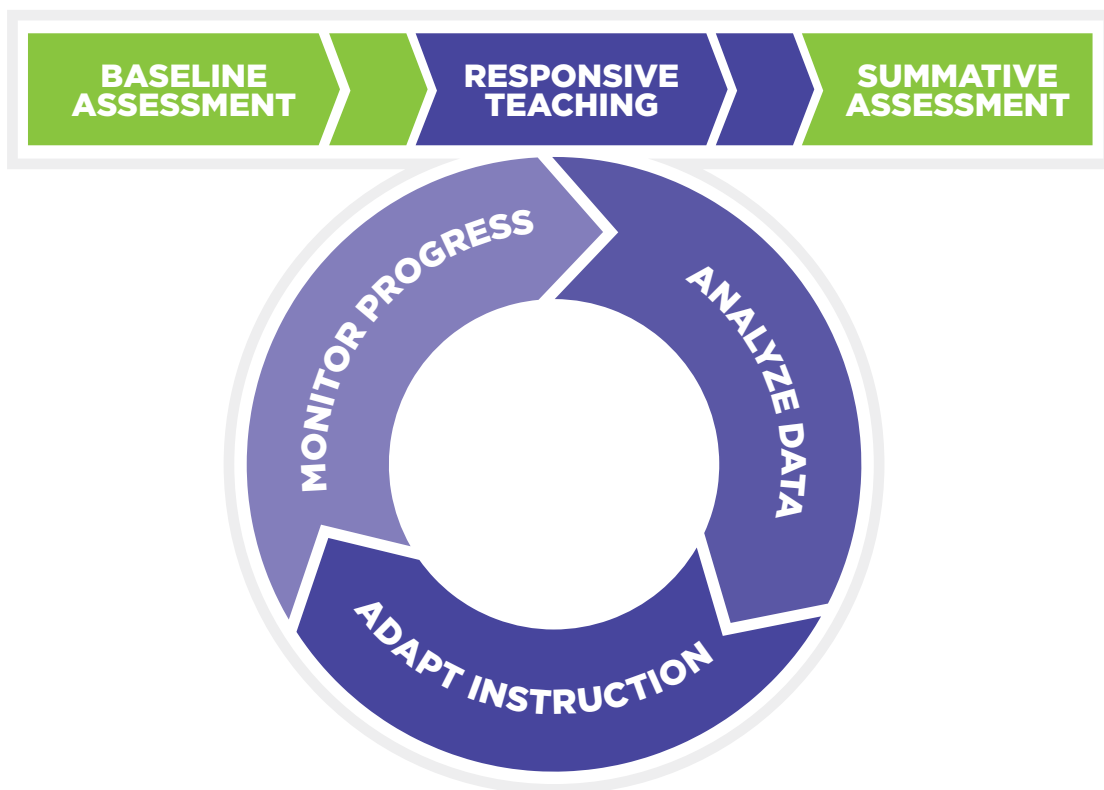 BASELINE
ASSESSMENT
RESPONSIVE
TEACHING
SUMMATIVE
ASSESSMENT
MONITOR PROGRESS
ANALYZE DATA
ADAPT INSTRUCTION